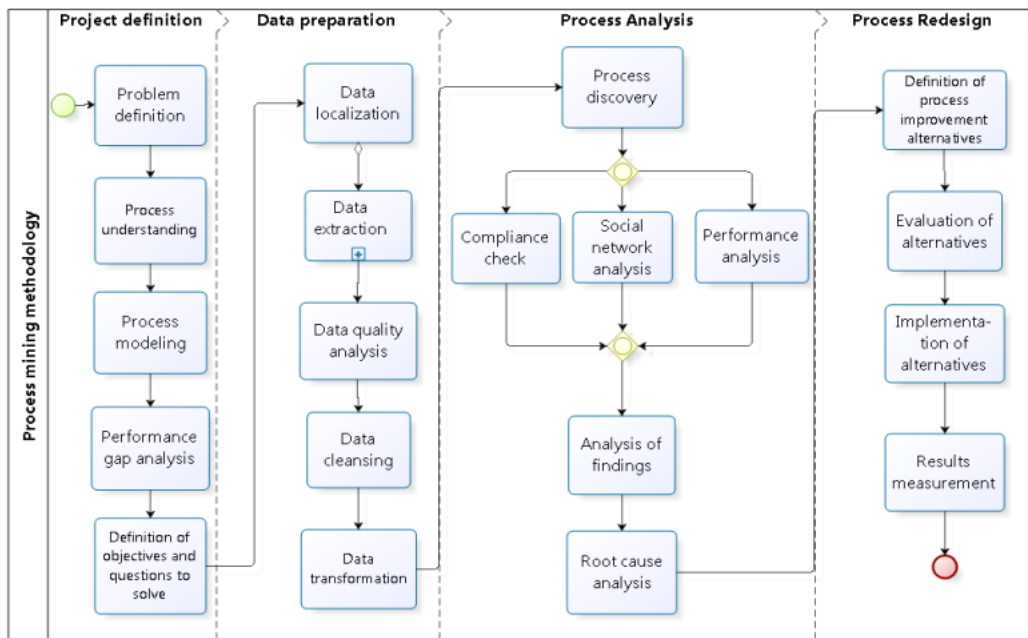 Project definition
Data preparation
Process Analysis
Process Redesign
Process mining methodology
Problem
definition
Process
understanding
Process
modeling
Performance
gap analysis
Definition of
objectives and
questions to
solve
Data
localization
Data
extraction
Data quality
analysis
Data
cleansing
Data
transformation
Process
discovery
Compliance
check
Social
network
analysis
Performance
analysis
Analysis of
findings
Root cause
analysis
Definition of
process
improvement
alternatives
Evaluation of
alternatives
Implementa-
tion of
alternatives
Results
measurement